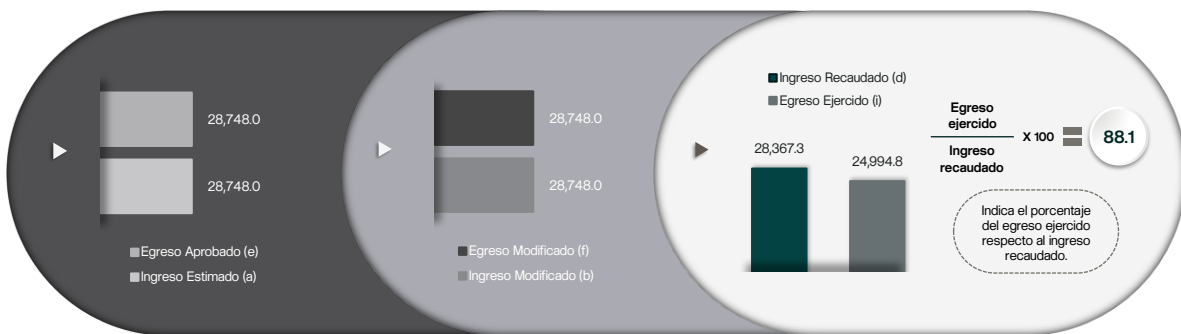 28,748.0
28,748.0
Egreso Aprobado (e)
Ingreso Estimado (a)
28,748.0
28,748.0
Egreso Modificado (f)
Ingreso Modificado (b)
Ingreso Recaudado (d)
Egreso Ejercido (i)
28,367.3
24,994.8
Egreso
ejercido
Ingreso
recaudado
X 100
=
88.1
Indica el porcentaje
del egreso ejercido
respecto al ingreso
recaudado.